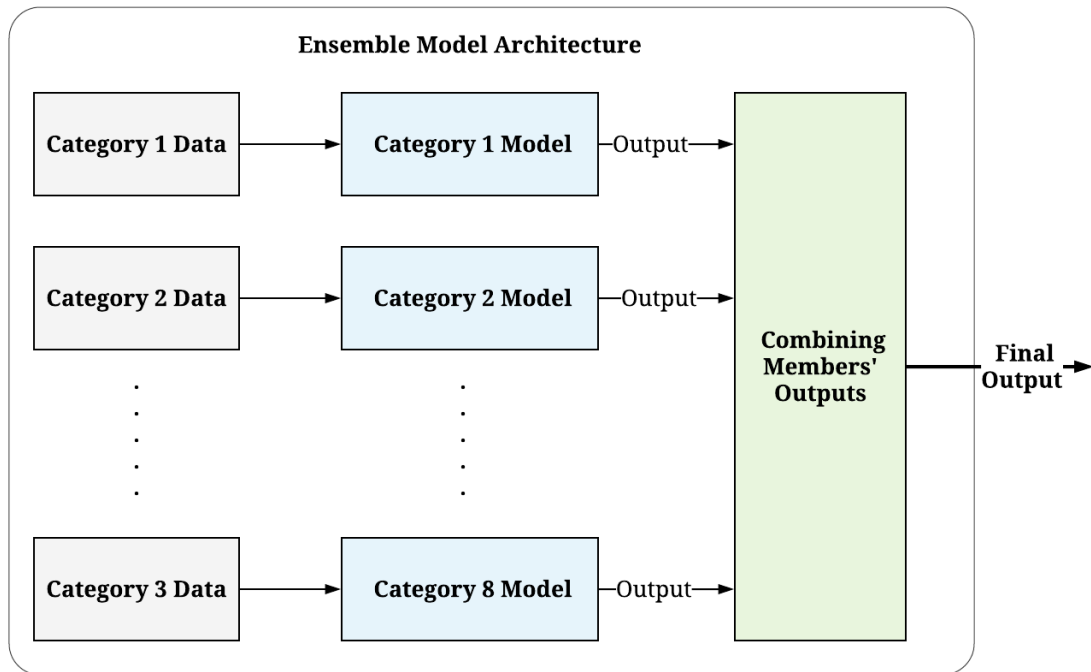 Ensemble Model Architecture
Category 1 Data
Category 1 Model
Output
Category 2 Data
Category 2 Model
Output
Combining
Members'
Outputs
Final
Output
Category 3 Data
Category 8 Model
Output